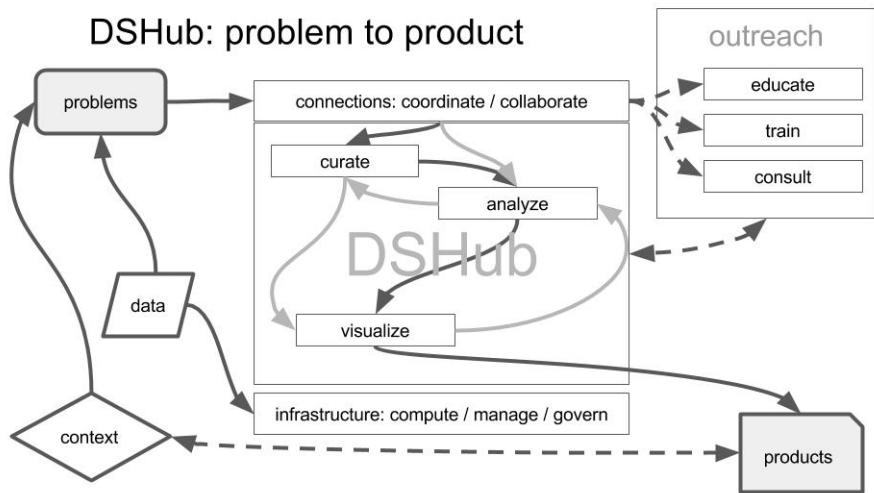 DSHub: problem to product
outreach
problems
connections: coordinate / collaborate
educate
train
consult
curate
analyze
DSHub
data
visualize
infrastructure: compute / manage / govern
context
products